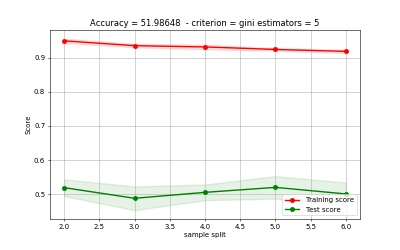 Accuracy = 51.98648 - criterion = gini estimators = 5
Score
0.9
0.8
0.7
0.6
0.5
2.0 2.5 3.0 3.5 4.0 4.5 5.0 5.5 6.0
sample split
Training score
Test score